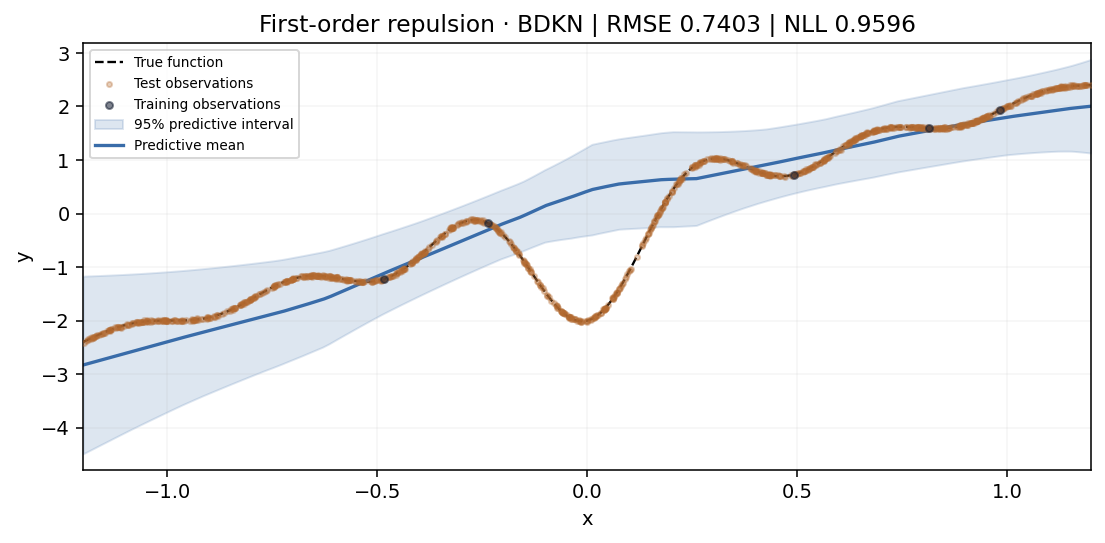 First-order repulsion · BDKN | RMSE 0.7403 | NLL 0.9596
True function
Test observations
Training observations
95% predictive interval
Predictive mean
3
2
1
0
−1
−2
−3
−4
y
−1.0
−0.5
0.0
0.5
1.0
x